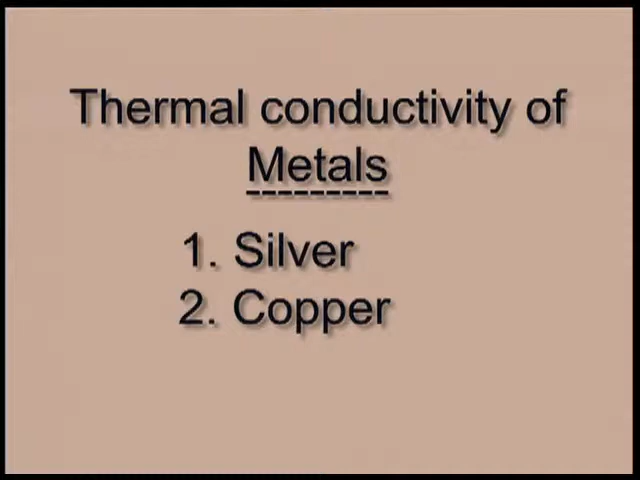 Thermal conductivity of
Metals
---------
1. Silver
2. Copper